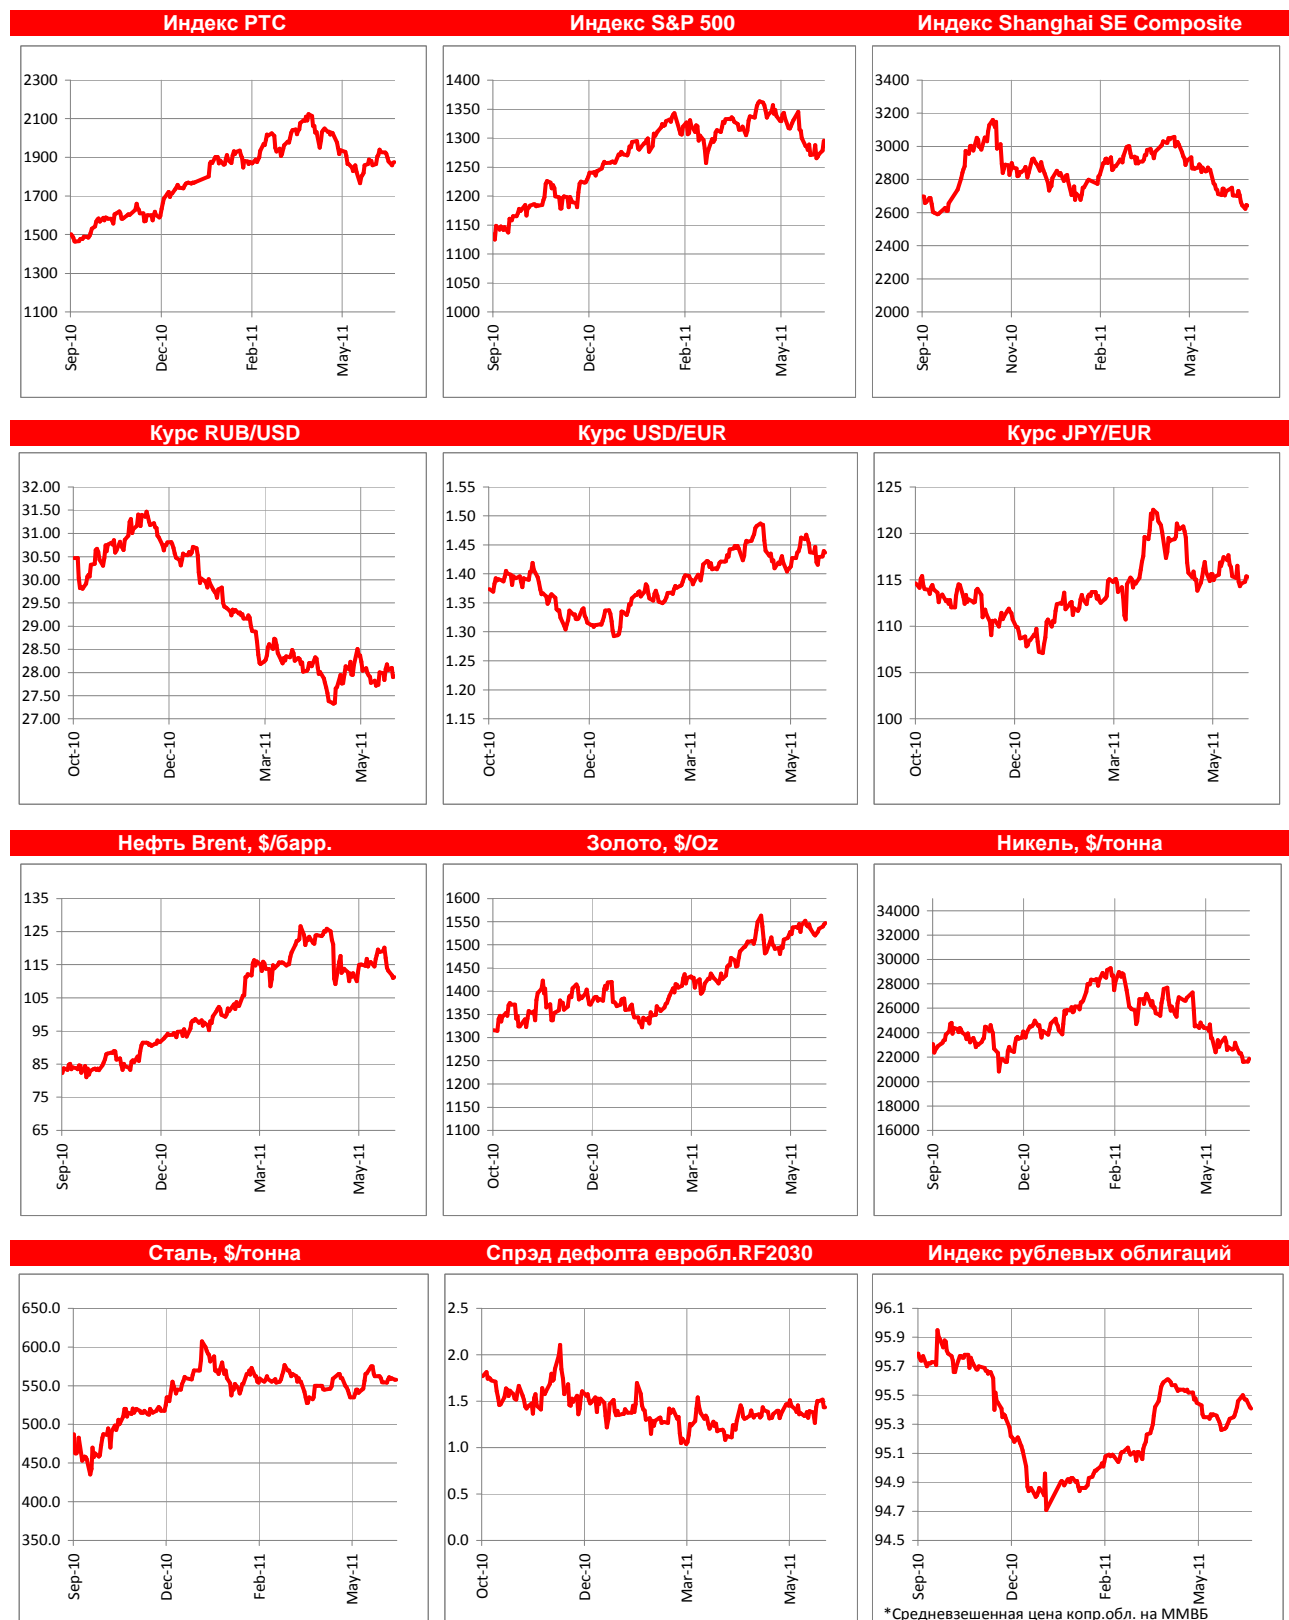 Индекс РТС
Индекс S&P 500
Индекс Shanghai SE Composite
2300
2100
1900
1700
1500
1300
1100
Sep-10
Dec-10
Feb-11
May-11
1400
1350
1300
1250
1200
1150
1100
1050
1000
Sep-10
Dec-10
Feb-11
May-11
3400
3200
3000
2800
2600
2400
2200
2000
Sep-10
Nov-10
Feb-11
May-11
Курс RUB/USD
Курс USD/EUR
Курс JPY/EUR
32.00
31.50
31.00
30.50
30.00
29.50
29.00
28.50
28.00
27.50
27.00
Oct-10
Dec-10
Mar-11
May-11
1.55
1.50
1.45
1.40
1.35
1.30
1.25
1.20
1.15
Oct-10
Dec-10
Mar-11
May-11
125
120
115
110
105
100
Oct-10
Dec-10
Mar-11
May-11
Нефть Brent, $/барр.
Золото, $/Oz
Никель, $/тонна
135
125
115
105
95
85
75
65
Sep-10
Dec-10
Mar-11
May-11
1600
1550
1500
1450
1400
1350
1300
1250
1200
1150
1100
Oct-10
Dec-10
Mar-11
May-11
34000
32000
30000
28000
26000
24000
22000
20000
18000
16000
Sep-10
Dec-10
Feb-11
May-11
Сталь, $/тонна
Спрэд дефолта евробл.RF2030
Индекс рублевых облигаций
650.0
600.0
550.0
500.0
450.0
400.0
350.0
Sep-10
Dec-10
Feb-11
May-11
2.5
2.0
1.5
1.0
0.5
0.0
Oct-10
Dec-10
Mar-11
May-11
96.1
95.9
95.7
95.5
95.3
95.1
94.9
94.7
94.5
Sep-10
Dec-10
Feb-11
May-11
*Средневзешенная цена копр.обл. на ММВБ